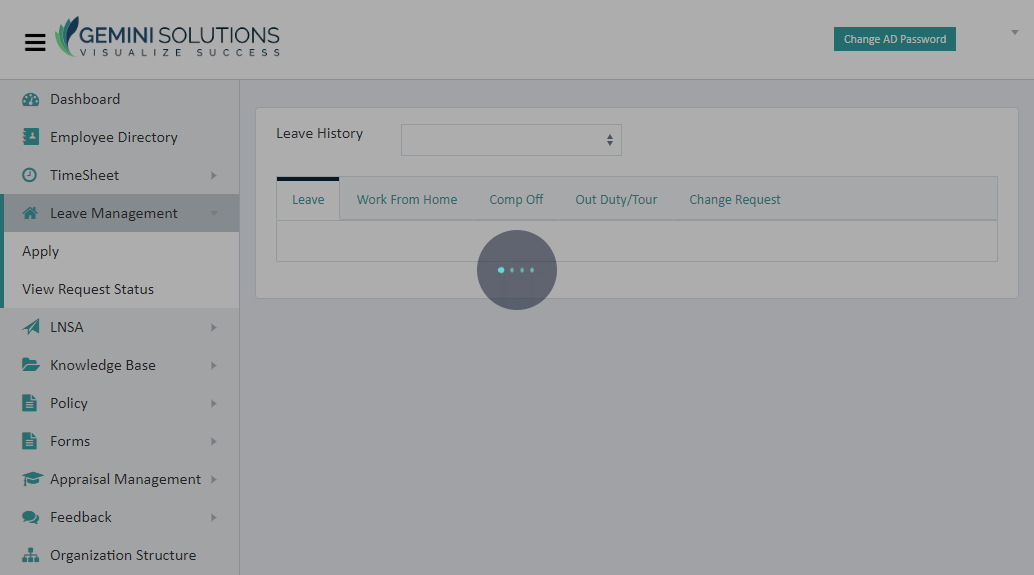 GEMINI SOLUTIONS
VISUALIZE SUCCESS
Change AD Password
Dashboard
Employee Directory
TimeSheet
Leave Management
Apply
View Request Status
LNSA
Knowledge Base
Policy
Forms
Appraisal Management
Feedback
Organization Structure
Leave History
Leave Work From Home Comp Off Out Duty/Tour Change Request